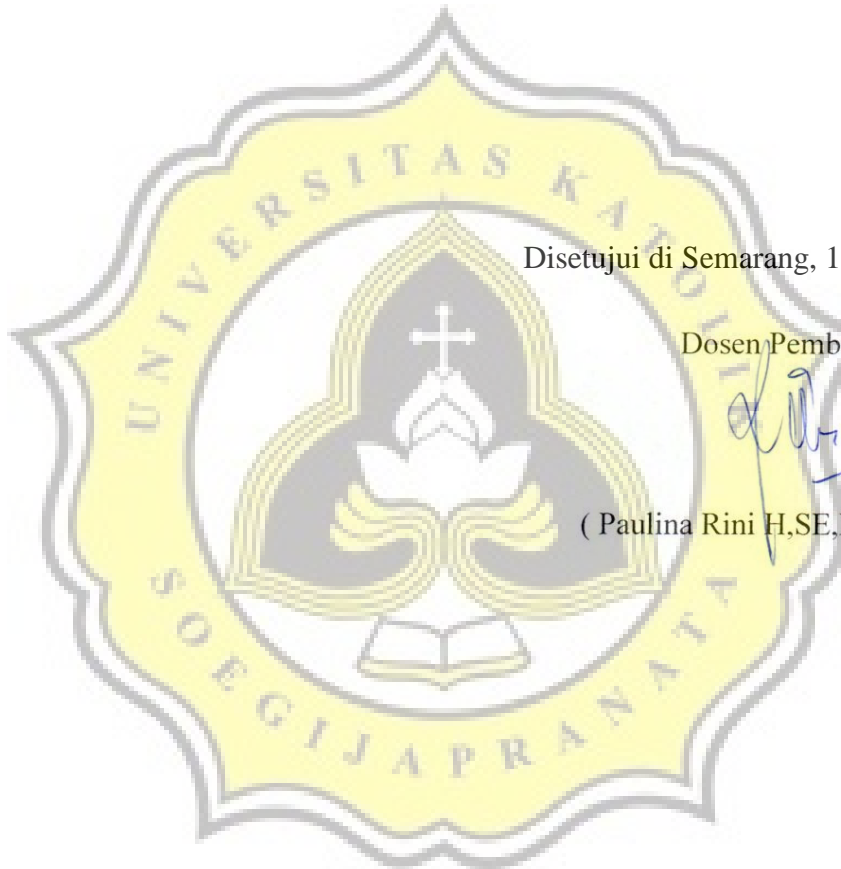 UNIVERSITAS KATOLIK
SOEGIJAPRANATA
Disetujui di Semarang, 1
Dosen Pemb
( Paulina Rini H,SE,